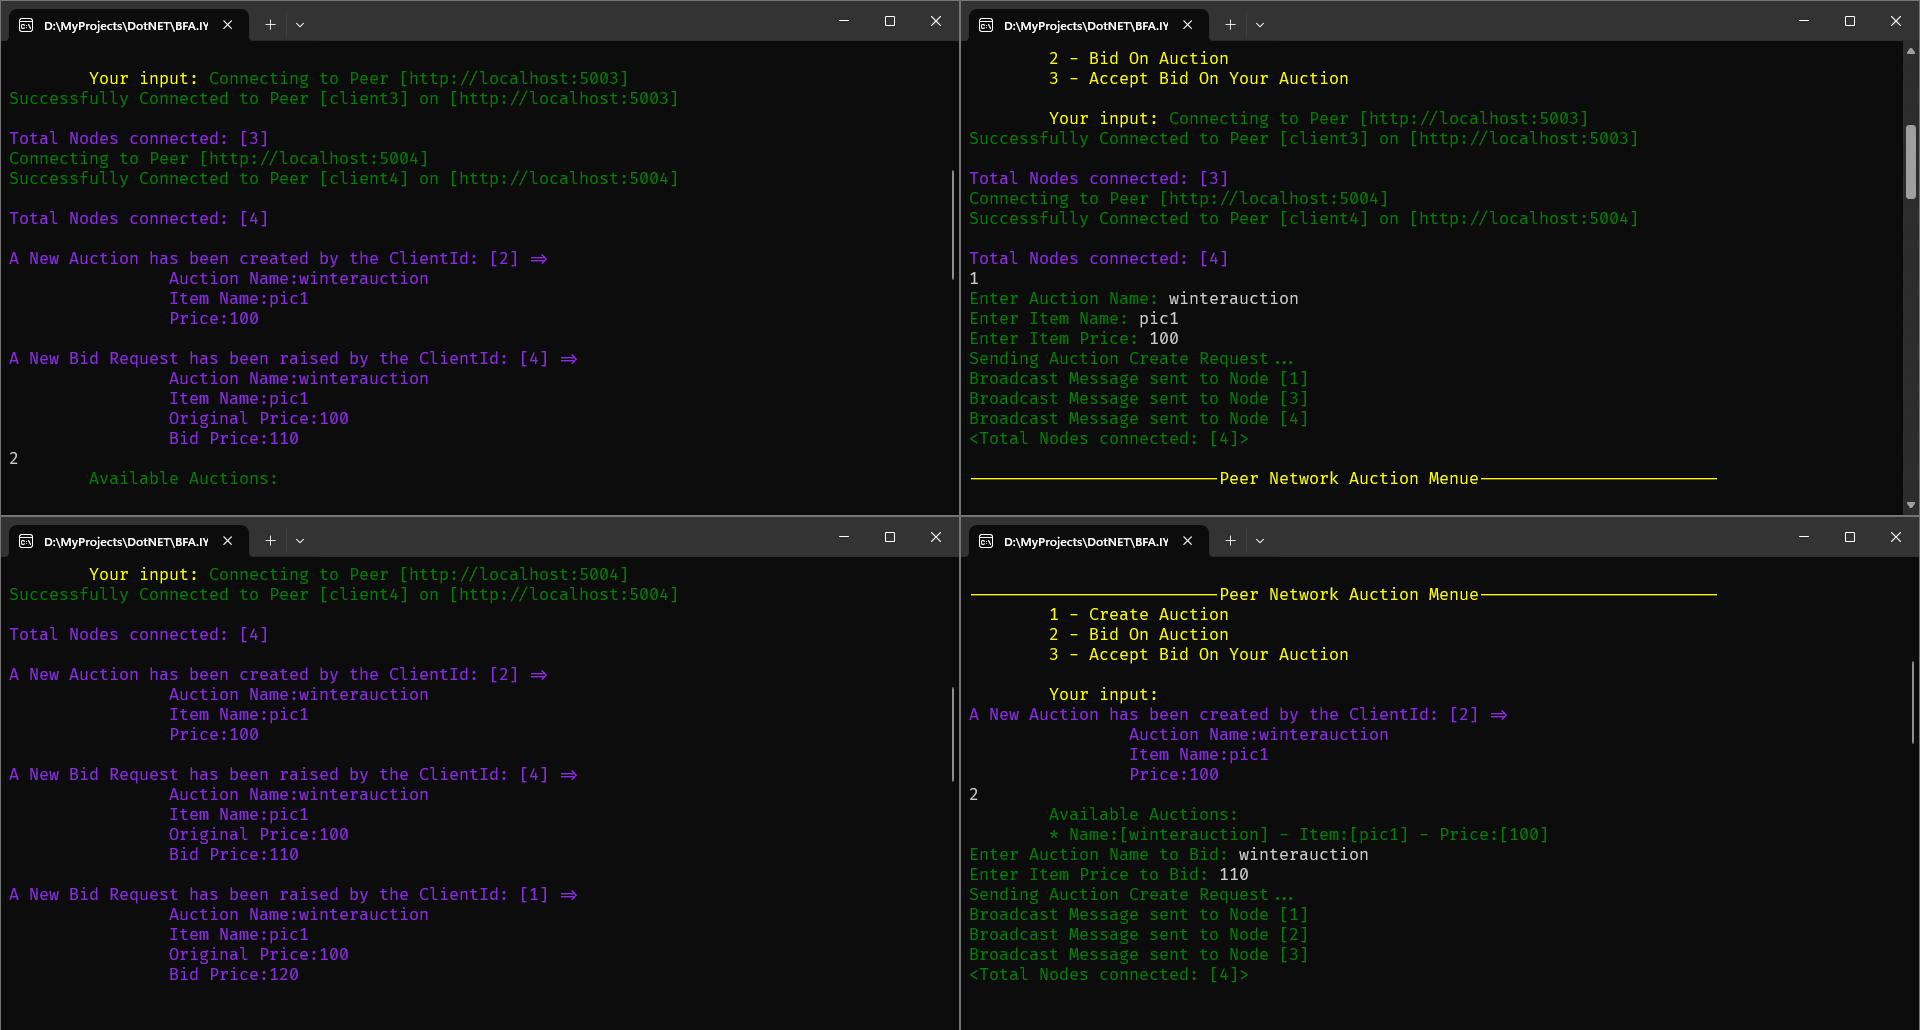 D:\MyProjects\DotNET\BFA.IY
Your input: Connecting to Peer [http://localhost:5003]
Successfully Connected to Peer [client3] on [http://localhost:5003]
Total Nodes connected: [3]
Connecting to Peer [http://localhost:5004]
Successfully Connected to Peer [client4] on [http://localhost:5004]
Total Nodes connected: [4]
A New Auction has been created by the ClientId: [2] =>
Auction Name:winterauction
Item Name:pic1
Price:100
A New Bid Request has been raised by the ClientId: [4] =>
Auction Name:winterauction
Item Name:pic1
Original Price:100
Bid Price:110
2
Available Auctions:
D:\MyProjects\DotNET\BFA.IY
2 - Bid On Auction
3 - Accept Bid On Your Auction
Your input: Connecting to Peer [http://localhost:5003]
Successfully Connected to Peer [client3] on [http://localhost:5003]
Total Nodes connected: [3]
Connecting to Peer [http://localhost:5004]
Successfully Connected to Peer [client4] on [http://localhost:5004]
Total Nodes connected: [4]
1
Enter Auction Name: winterauction
Enter Item Name: pic1
Enter Item Price: 100
Sending Auction Create Request...
Broadcast Message sent to Node [1]
Broadcast Message sent to Node [3]
Broadcast Message sent to Node [4]
<Total Nodes connected: [4]>
Peer Network Auction Menue
D:\MyProjects\DotNET\BFA.IY
Your input: Connecting to Peer [http://localhost:5004]
Successfully Connected to Peer [client4] on [http://localhost:5004]
Total Nodes connected: [4]
A New Auction has been created by the ClientId: [2] =>
Auction Name:winterauction
Item Name:pic1
Price:100
A New Bid Request has been raised by the ClientId: [4] =>
Auction Name:winterauction
Item Name:pic1
Original Price:100
Bid Price:110
A New Bid Request has been raised by the ClientId: [1] =>
Auction Name:winterauction
Item Name:pic1
Original Price:100
Bid Price:120
D:\MyProjects\DotNET\BFA.IY
Peer Network Auction Menue
1 - Create Auction
2 - Bid On Auction
3 - Accept Bid On Your Auction
Your input:
A New Auction has been created by the ClientId: [2] =>
Auction Name:winterauction
Item Name:pic1
Price:100
2
Available Auctions:
* Name:[winterauction] - Item:[pic1] - Price:[100]
Enter Auction Name to Bid: winterauction
Enter Item Price to Bid: 110
Sending Auction Create Request...
Broadcast Message sent to Node [1]
Broadcast Message sent to Node [2]
Broadcast Message sent to Node [3]
<Total Nodes connected: [4]>